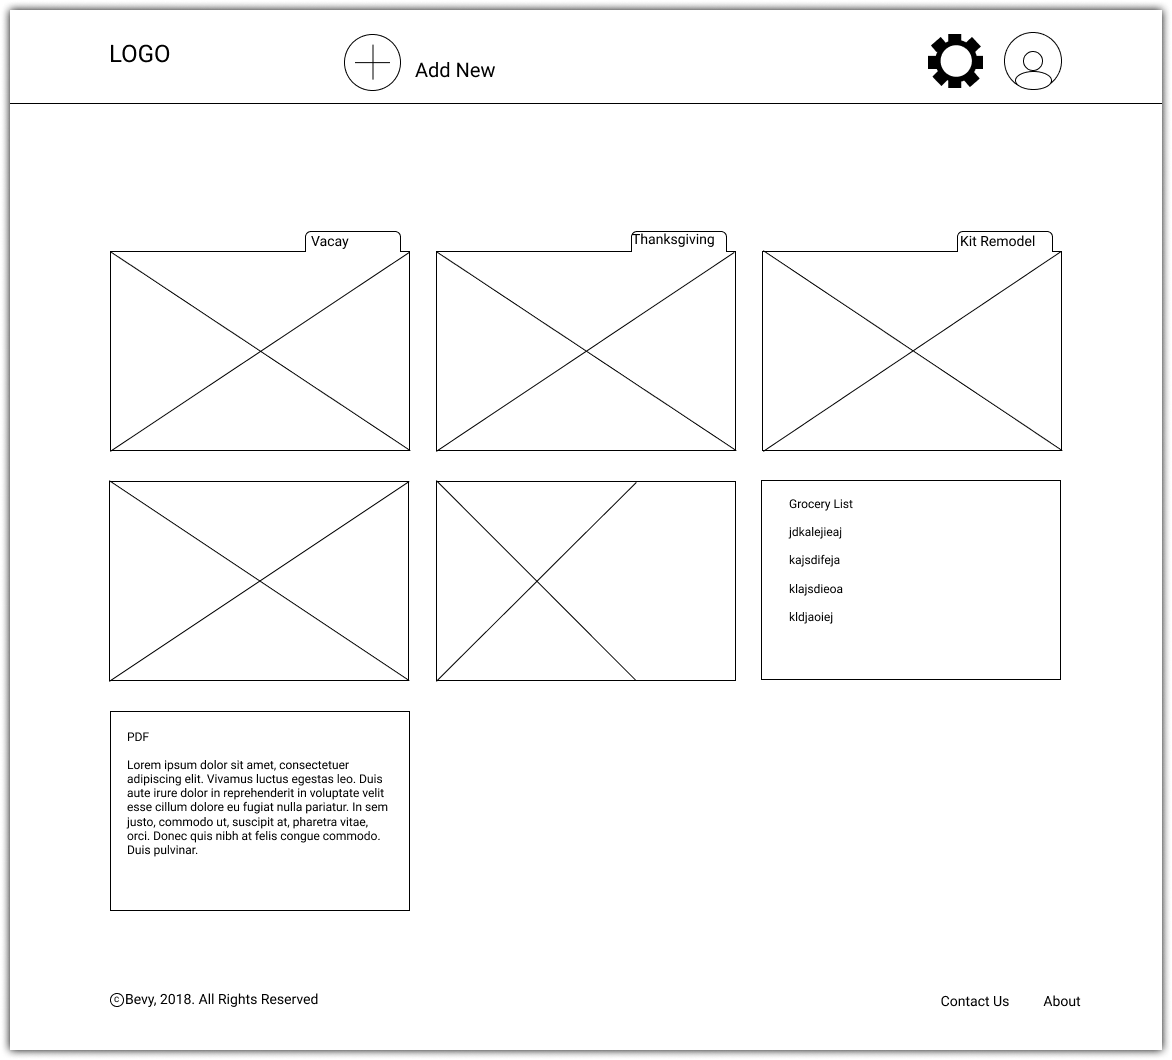 LOGO
Add New
Vacay
Thanksgiving
Kit Remodel
Grocery List
jdkalejieaj
kajsdifeja
klajsdieoa
kldjaoiej
PDF
Lorem ipsum dolor sit amet, consectetuer
adipiscing elit. Vivamus luctus egestas leo. Duis
aute irure dolor in reprehenderit in voluptate velit
esse cillum dolore eu fugiat nulla pariatur. In sem
justo, commodo ut, suscipit at, pharetra vitae,
orci. Donec quis nibh at felis congue commodo.
Duis pulvinar.
©Bevy, 2018. All Rights Reserved
Contact Us
About